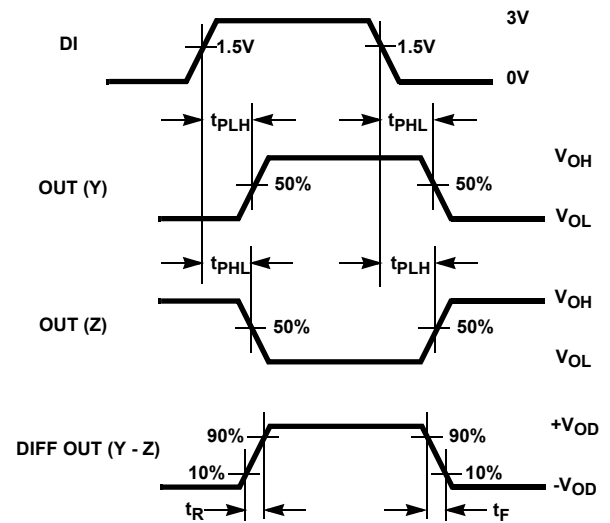 3V
DI
1.5V
1.5V
0V
tPLH
tPHL
VOH
OUT (Y)
50%
50%
VOL
tPHL
tPLH
VOH
OUT (Z)
50%
50%
VOL
+VOD
DIFF OUT (Y - Z)
90%
90%
10%
10%
-VOD
tR
tF